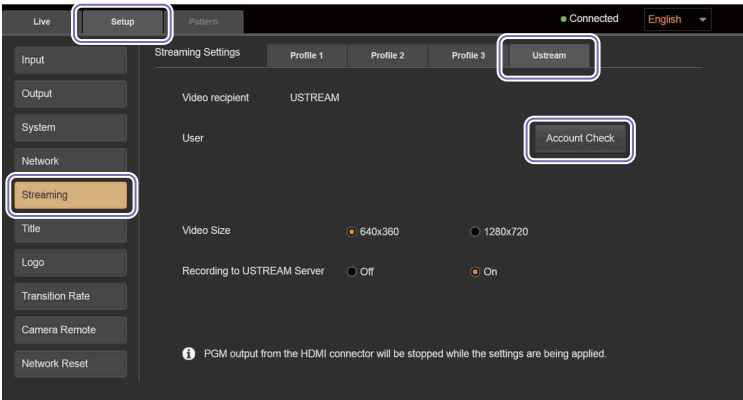 Live
Setup
Pattern
Connected
English
Input
Output
System
Network
Streaming
Title
Logo
Transition Rate
Camera Remote
Network Reset
Streaming Settings
Profile 1
Profile 2
Profile 3
Ustream
Video recipient
USTREAM
User
Account Check
Video Size
640x360
1280x720
Recording to USTREAM Server
Off
On
PGM output from the HDMI connector will be stopped while the settings are being applied.